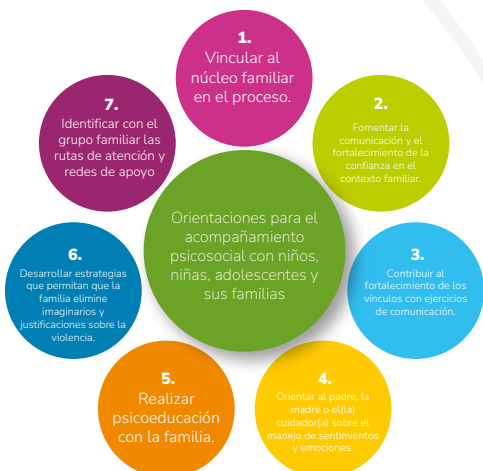 1.
Vincular al
núcleo familiar
en el proceso.
2.
Fomentar la
comunicación y el
fortalecimiento de la
confianza en el
contexto familiar.
3.
Contribuir al
fortalecimiento de los
vínculos con ejercicios
de comunicación.
4.
Orientar al padre, la
madre o el(la)
cuidador(a) sobre el
manejo de sentimientos
y emociones.
5.
Realizar
psicoeducación
con la familia.
6.
Desarrollar estrategias
que permitan que la
familia elimine
imaginarios y
justificaciones sobre la
violencia.
7.
Identificar con el
grupo familiar las
rutas de atención y
redes de apoyo
Orientaciones para el
acompañamiento
psicosocial con niños,
niñas, adolescentes y
sus familias